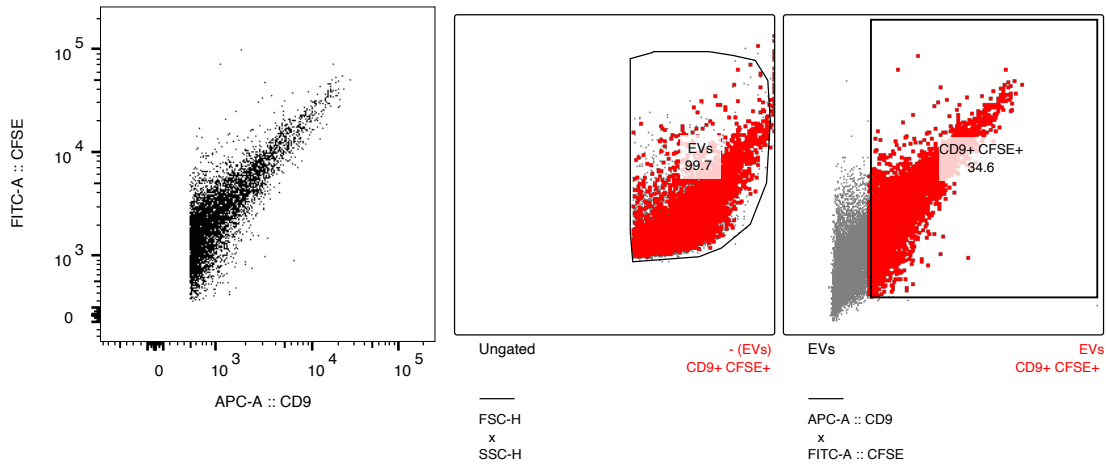 10^5
10^4
10^3
0
FITC-A :: CFSE
0
10^3
10^4
10^5
APC-A :: CD9
EVs
99.7
Ungated
- (EVs)
CD9+ CFSE+
FSC-H
x
SSC-H
CD9+ CFSE+
34.6
EVs
EVs
CD9+ CFSE+
APC-A :: CD9
x
FITC-A :: CFSE